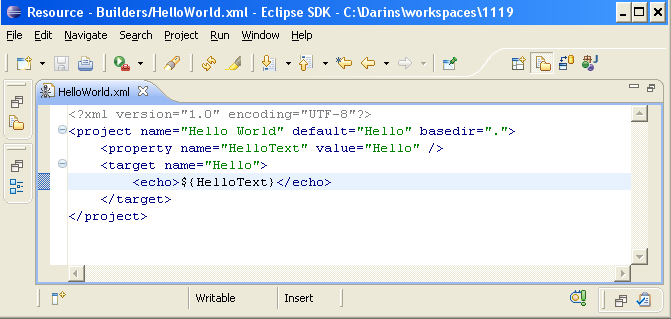 Resource - Builders/HelloWorld.xml - Eclipse SDK - C:\Darins\workspaces\1119
File Edit Navigate Search Project Run Window Help
HelloWorld.xml
<?xml version="1.0" encoding="UTF-8"?>
<project name="Hello World" default="Hello" basedir=".">
<property name="HelloText" value="Hello" />
<target name="Hello">
<echo>${HelloText}</echo>
</target>
</project>
Writable Insert